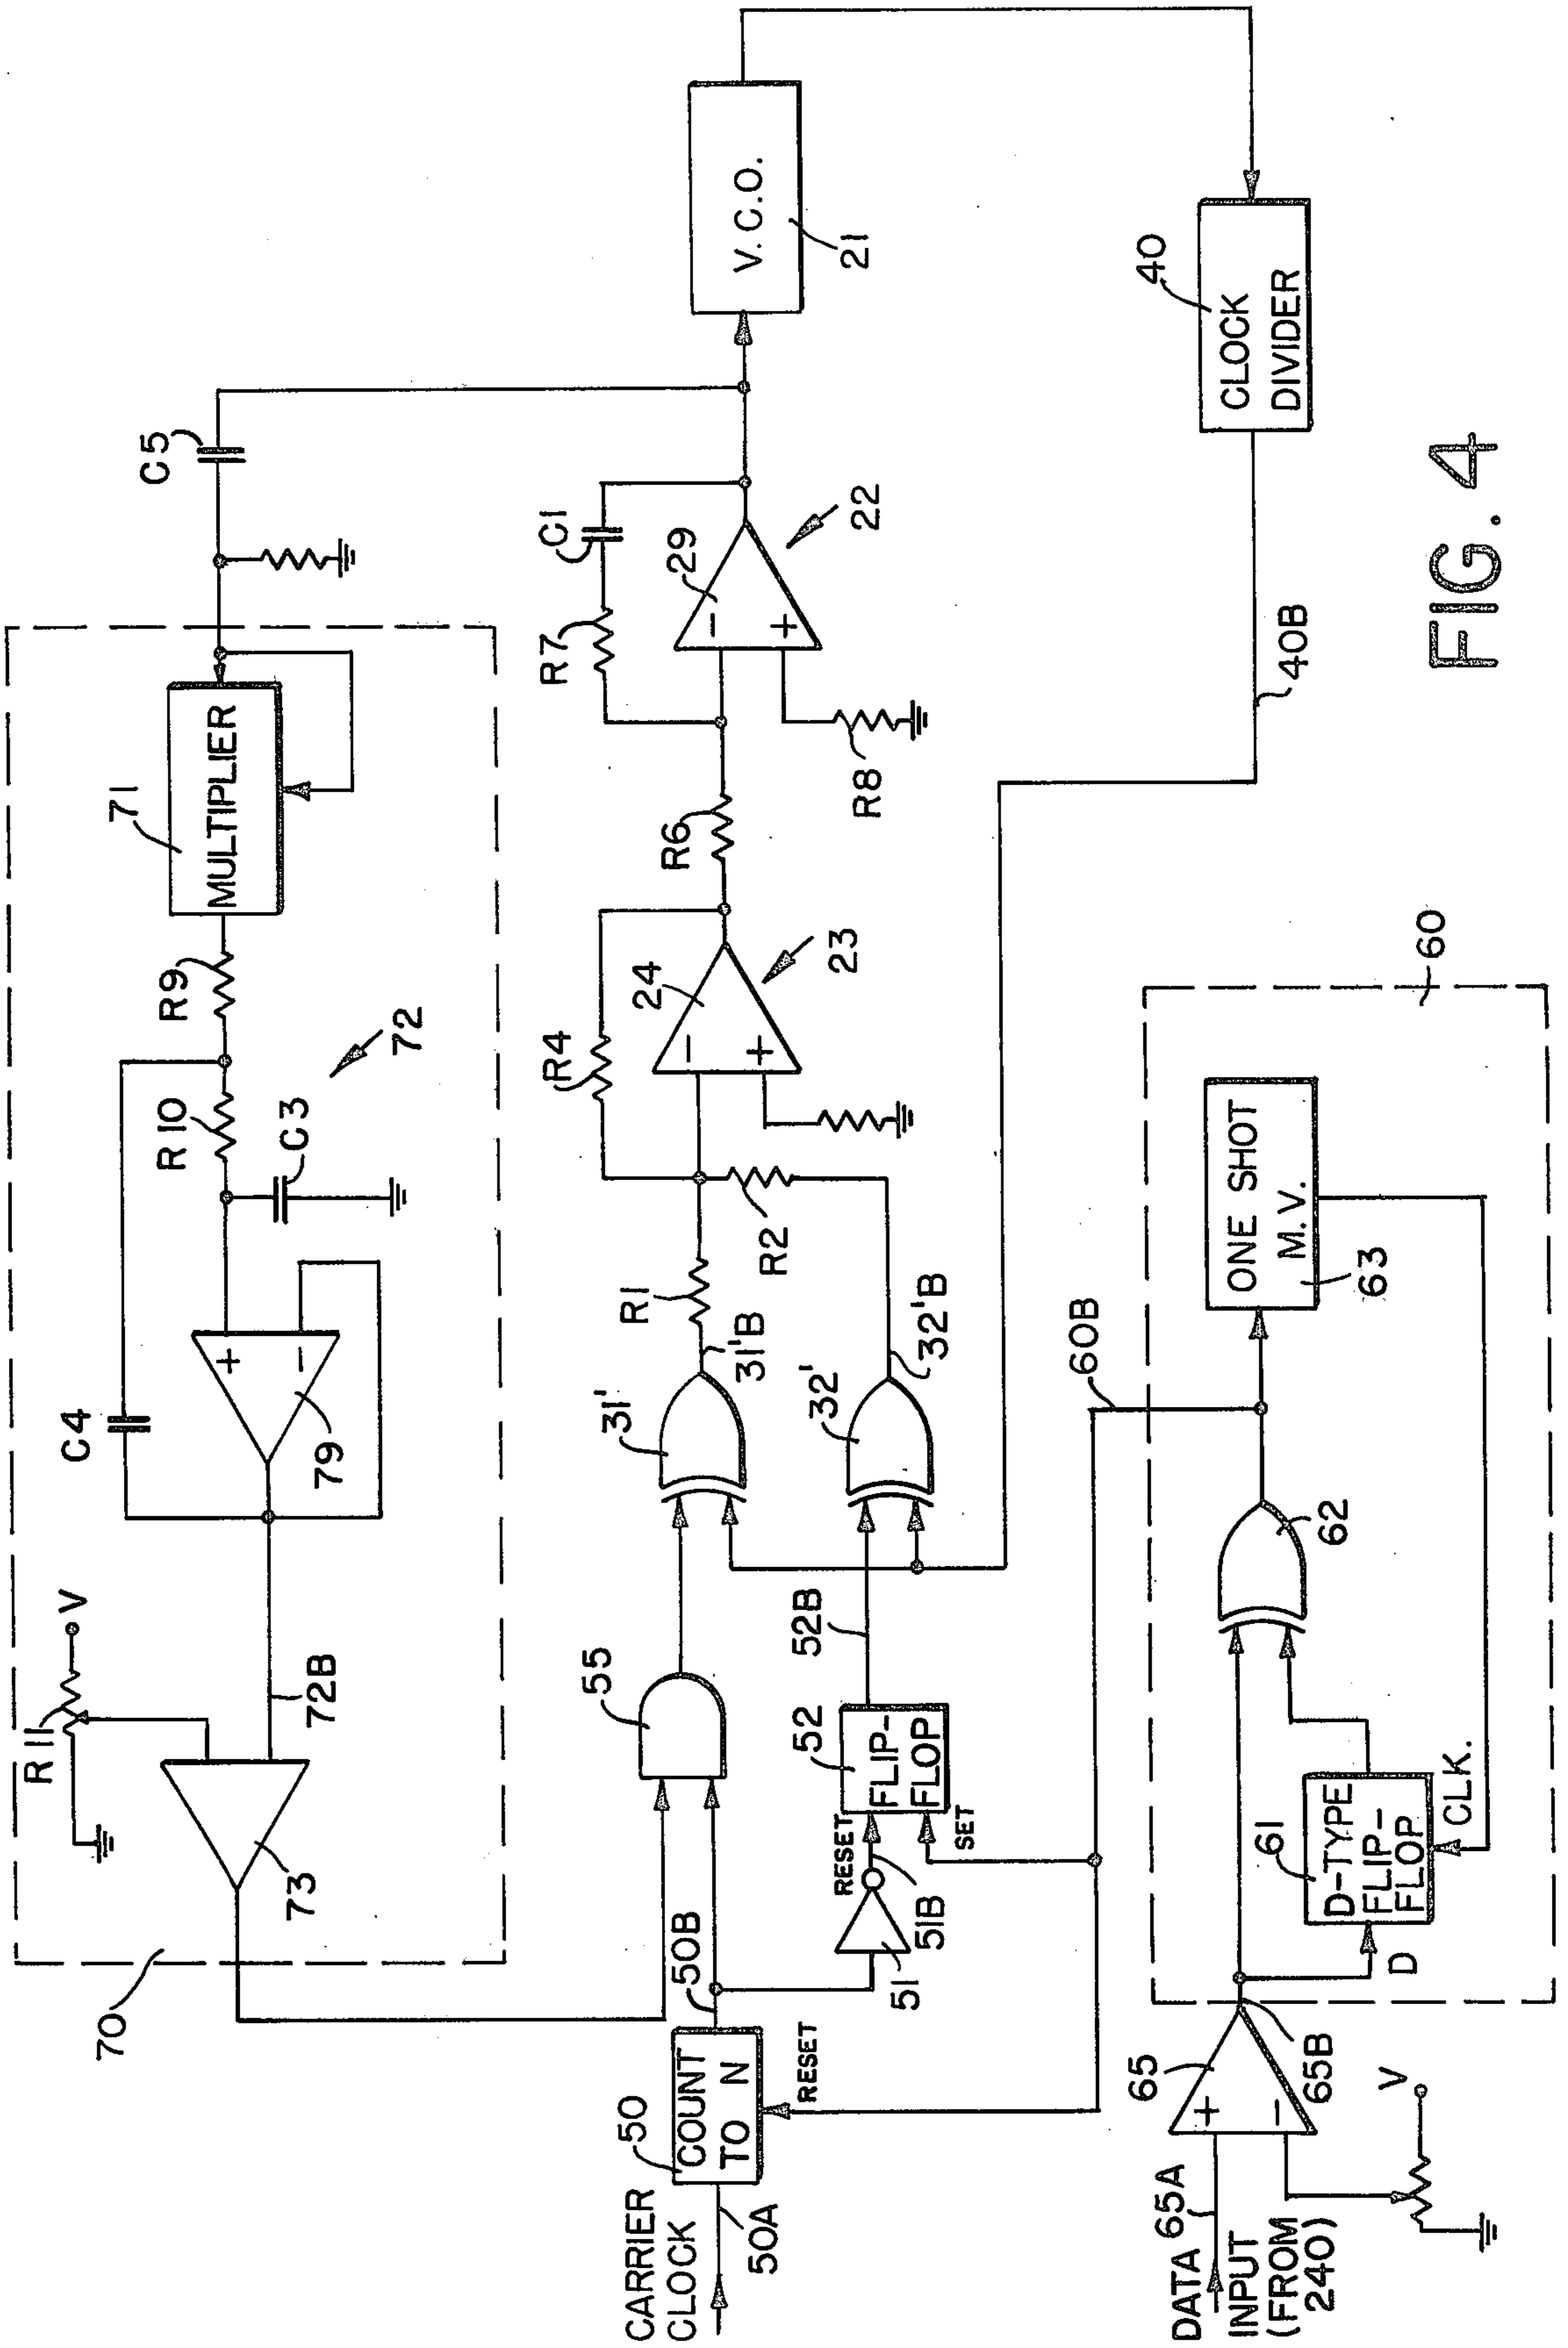 C5
71
MULTIPLIER
R9
R10
C3
72
C4
+
−
79
V
R11
72B
73
70
V.C.O.
21
C1
R7
29
−
+
22
R8
R6
R4
24
−
+
23
R1
R2
31'
31'B
32'
32'B
55
52B
52
FLIP-
FLOP
RESET
SET
51B
51
50B
50
COUNT
TO N
RESET
CARRIER
CLOCK
50A
40
CLOCK
DIVIDER
40B
60
60B
ONE SHOT
M.V.
63
62
61
D-TYPE
FLIP-
FLOP
CLK.
D
65
+
−
65B
V
DATA
INPUT
(FROM
240)
65A
FIG. 4